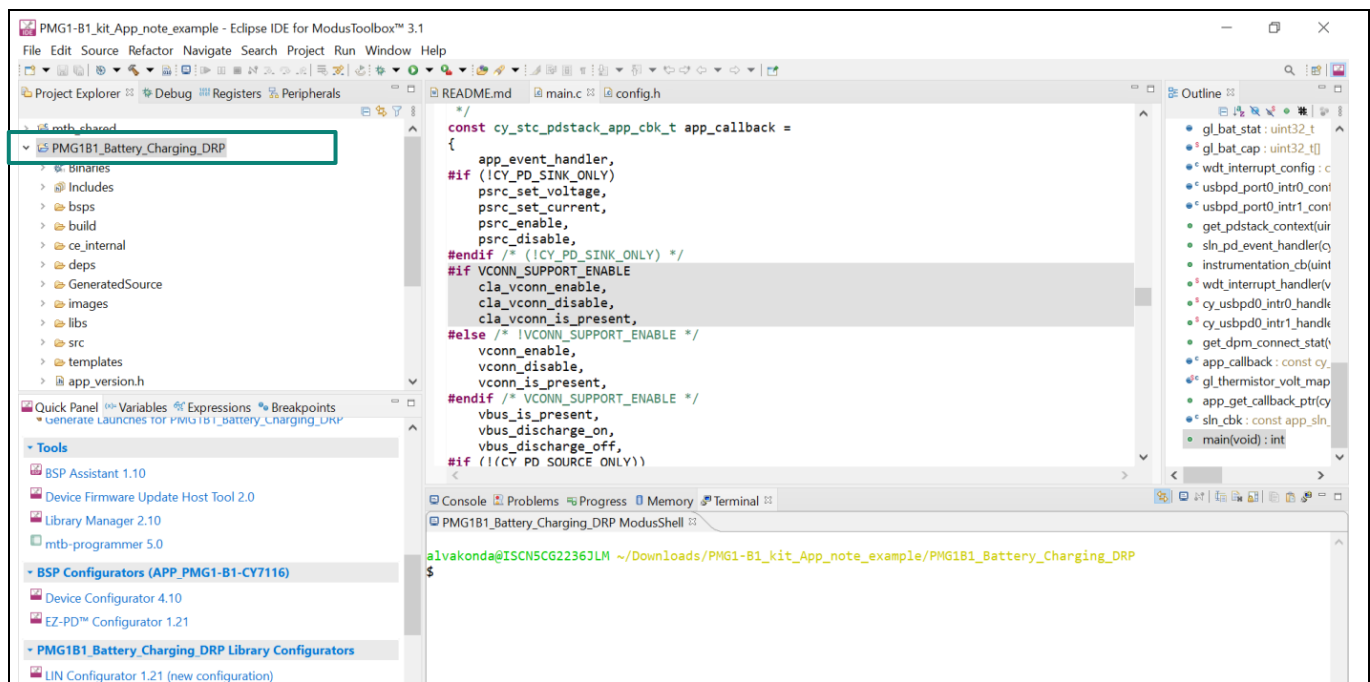 PMG1-B1_kit_App_note_example - Eclipse IDE for ModusToolbox™ 3.1
File Edit Source Refactor Navigate Search Project Run Window Help
Project Explorer Debug Registers Peripherals
mtb_shared
PMG1B1_Battery_Charging_DRP
Binaries
Includes
bsps
build
ce_internal
deps
GeneratedSource
images
libs
src
templates
app_version.h
Quick Panel Variables Expressions Breakpoints
Generate Launches for PMG1B1_Battery_Charging_DRP
Tools
BSP Assistant 1.10
Device Firmware Update Host Tool 2.0
Library Manager 2.10
mtb-programmer 5.0
BSP Configurators (APP_PMG1-B1-CY7116)
Device Configurator 4.10
EZ-PD™ Configurator 1.21
PMG1B1_Battery_Charging_DRP Library Configurators
LIN Configurator 1.21 (new configuration)
README.md main.c config.h
*/
const cy_stc_pdstack_app_cbk_t app_callback =
{
app_event_handler,
#if (!CY_PD_SINK_ONLY)
psrc_set_voltage,
psrc_set_current,
psrc_enable,
psrc_disable,
#endif /* (!CY_PD_SINK_ONLY) */
#if VCONN_SUPPORT_ENABLE
cla_vconn_enable,
cla_vconn_disable,
cla_vconn_is_present,
#else /* !VCONN_SUPPORT_ENABLE */
vconn_enable,
vconn_disable,
vconn_is_present,
#endif /* VCONN_SUPPORT_ENABLE */
vbus_is_present,
vbus_discharge_on,
vbus_discharge_off,
#if (!(CY_PD_SOURCE_ONLY))
Console Problems Progress Memory Terminal
PMG1B1_Battery_Charging_DRP ModusShell
alvakonda@ISCN5CG2236JLM ~/Downloads/PMG1-B1_kit_App_note_example/PMG1B1_Battery_Charging_DRP
$
Outline
gl_bat_stat : uint32_t
gl_bat_cap : uint32_t[]
wdt_interrupt_config : c
usbpd_port0_intr0_conf
usbpd_port0_intr1_conf
get_pdstack_context(uir
sln_pd_event_handler(cy
instrumentation_cb(uint
wdt_interrupt_handler(v
cy_usbpd0_intr0_handle
cy_usbpd0_intr1_handle
get_dpm_connect_stat(
app_callback : const cy_
gl_thermistor_volt_map
app_get_callback_ptr(cy
sln_cbk : const app_sln_
main(void) : int